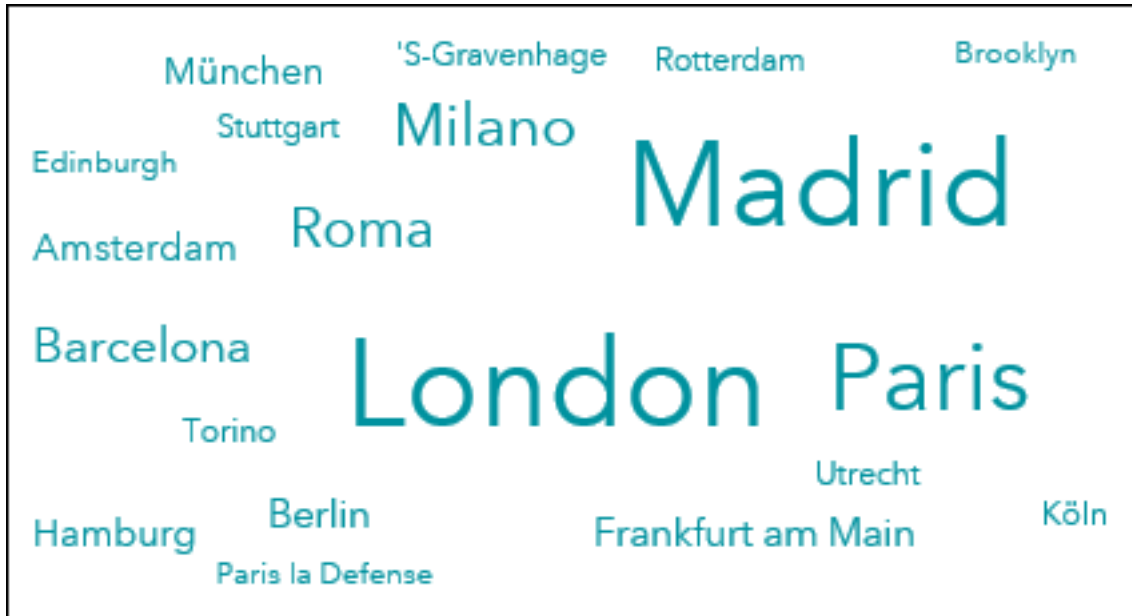 'S-Gravenhage
Rotterdam
Brooklyn
München
Stuttgart
Milano
Madrid
Edinburgh
Roma
Amsterdam
Barcelona
London
Paris
Torino
Utrecht
Berlin
Köln
Hamburg
Frankfurt am Main
Paris la Defense